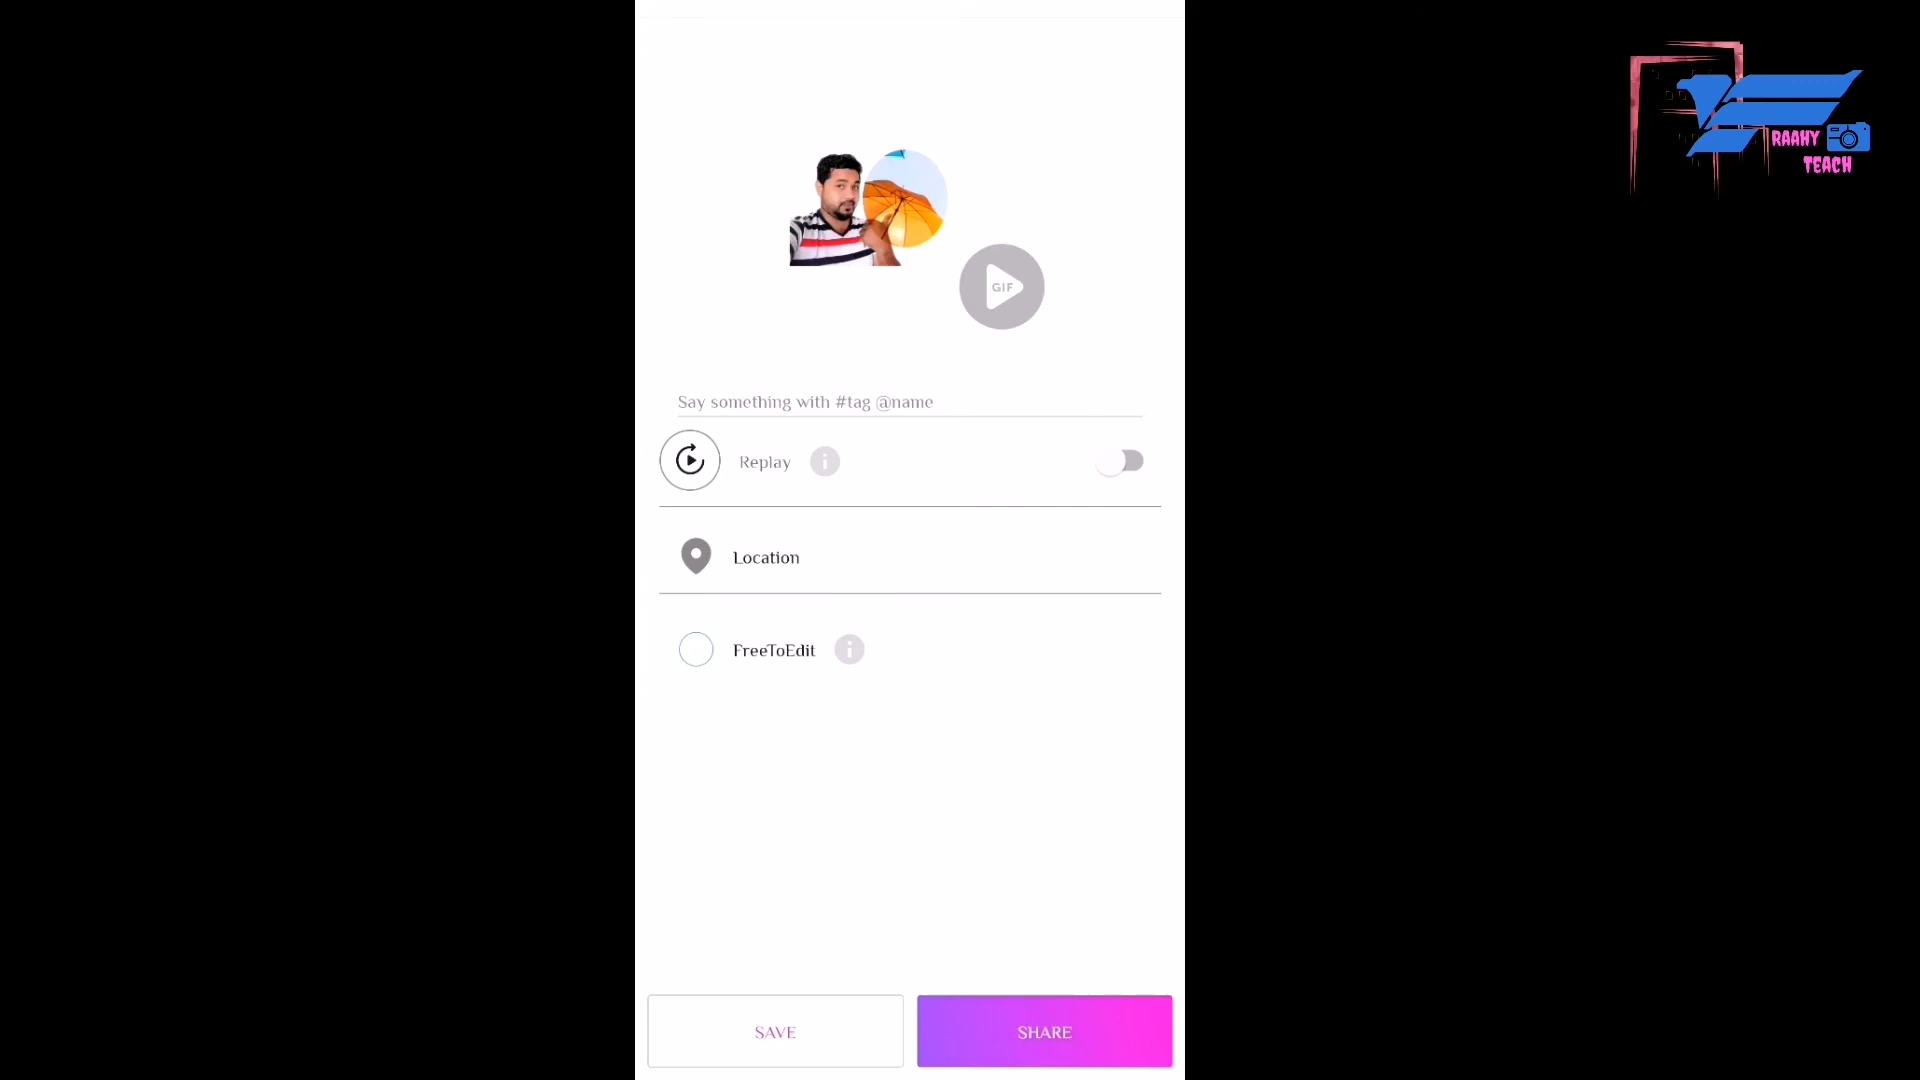 RAAHY
TEACH
GIF
Say something with #tag @name
Replay
Location
FreeToEdit
SAVE
SHARE